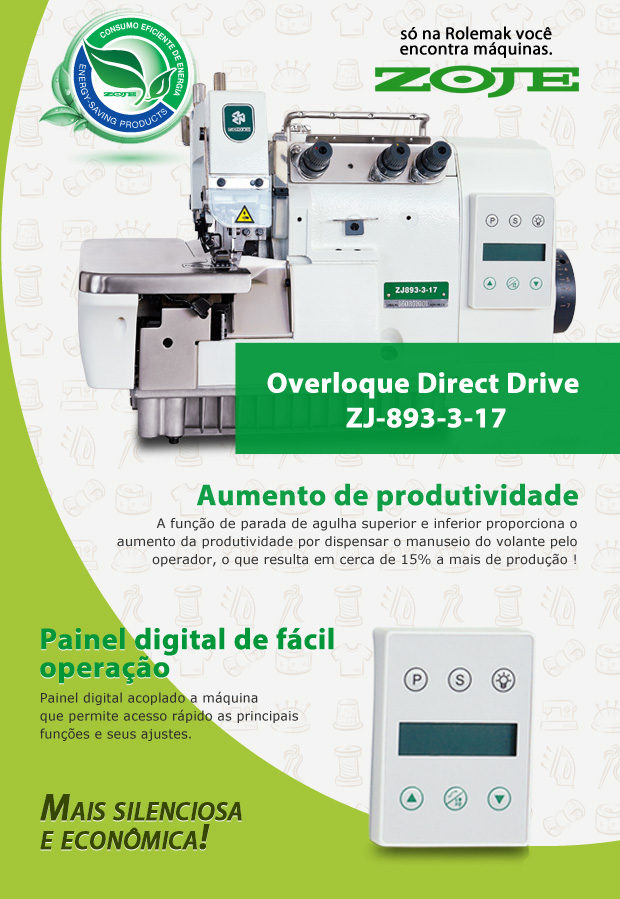 CONSUMO EFICIENTE DE ENERGIA
ZOJE
ENERGY-SAVING PRODUCTS
só na Rolemak você
encontra máquinas.
ZOJE
ZJ893-3-17
P S
Overloque Direct Drive
ZJ-893-3-17
Aumento de produtividade
A função de parada de agulha superior e inferior proporciona o
aumento da produtividade por dispensar o manuseio do volante pelo
operador, o que resulta em cerca de 15% a mais de produção !
Painel digital de fácil
operação
Painel digital acoplado a máquina
que permite acesso rápido as principais
funções e seus ajustes.
P S
MAIS SILENCIOSA
E ECONÔMICA!